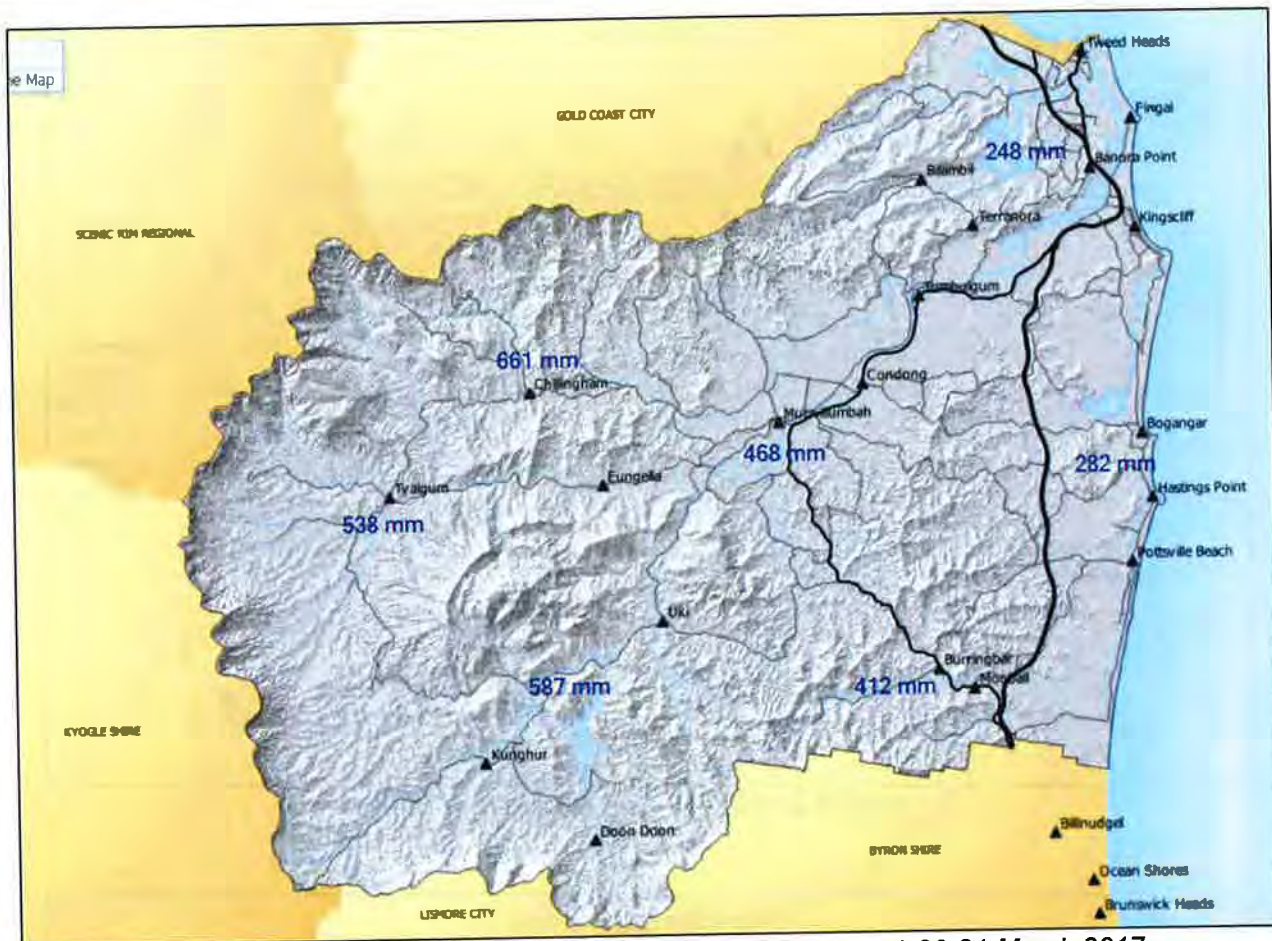 e Map
Tweed Heads
GOLD COAST CITY
Fingal
248 mm
Banora Point
Bilambil
Terranora
Kingscliff
SCENIC RIM REGIONAL
Tumbulgum
661 mm
Chillingham
Condong
Murwillumbah
468 mm
Bogangar
282 mm
Eungella
Tyalgum
538 mm
Hastings Point
Pottsville Beach
Uki
Burringbar
587 mm
412 mm
Mooball
KYOGLE SHIRE
Kunghur
Doon Doon
Billinudgel
BYRON SHIRE
Ocean Shores
LISMORE CITY
Brunswick Heads